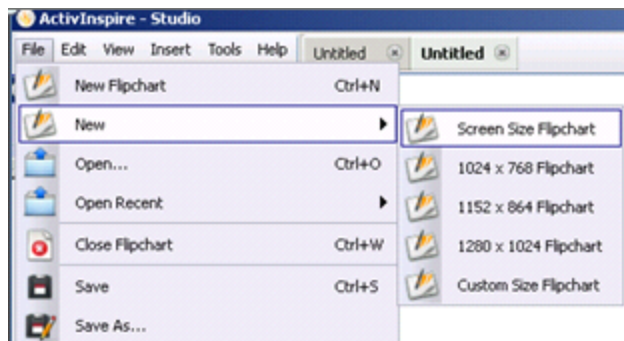 ActivInspire - Studio
File Edit View Insert Tools Help Untitled Untitled
New Flipchart Ctrl+N
New Screen Size Flipchart
Open... Ctrl+O 1024 x 768 Flipchart
Open Recent 1152 x 864 Flipchart
Close Flipchart Ctrl+W 1280 x 1024 Flipchart
Save Ctrl+S Custom Size Flipchart
Save As...